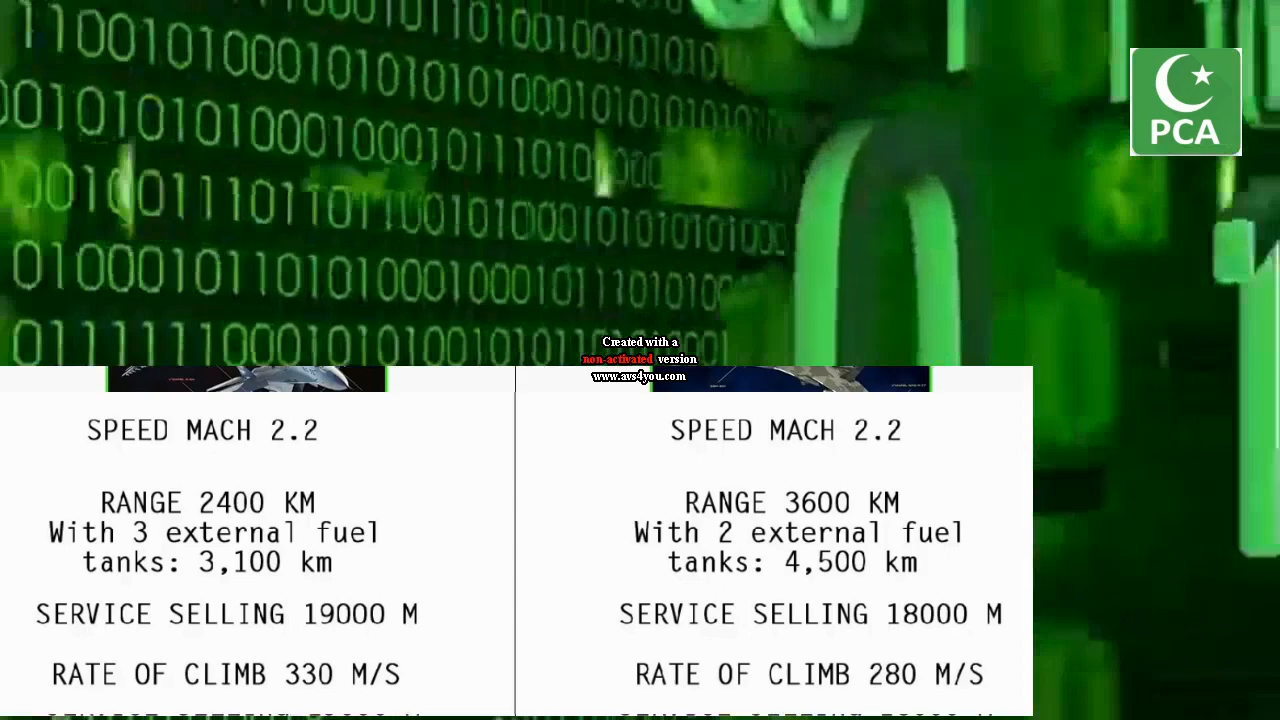 PCA
Created with a
non-activated version
www.avs4you.com
SPEED MACH 2.2
RANGE 2400 KM
With 3 external fuel
tanks: 3,100 km
SERVICE SELLING 19000 M
RATE OF CLIMB 330 M/S
SPEED MACH 2.2
RANGE 3600 KM
With 2 external fuel
tanks: 4,500 km
SERVICE SELLING 18000 M
RATE OF CLIMB 280 M/S